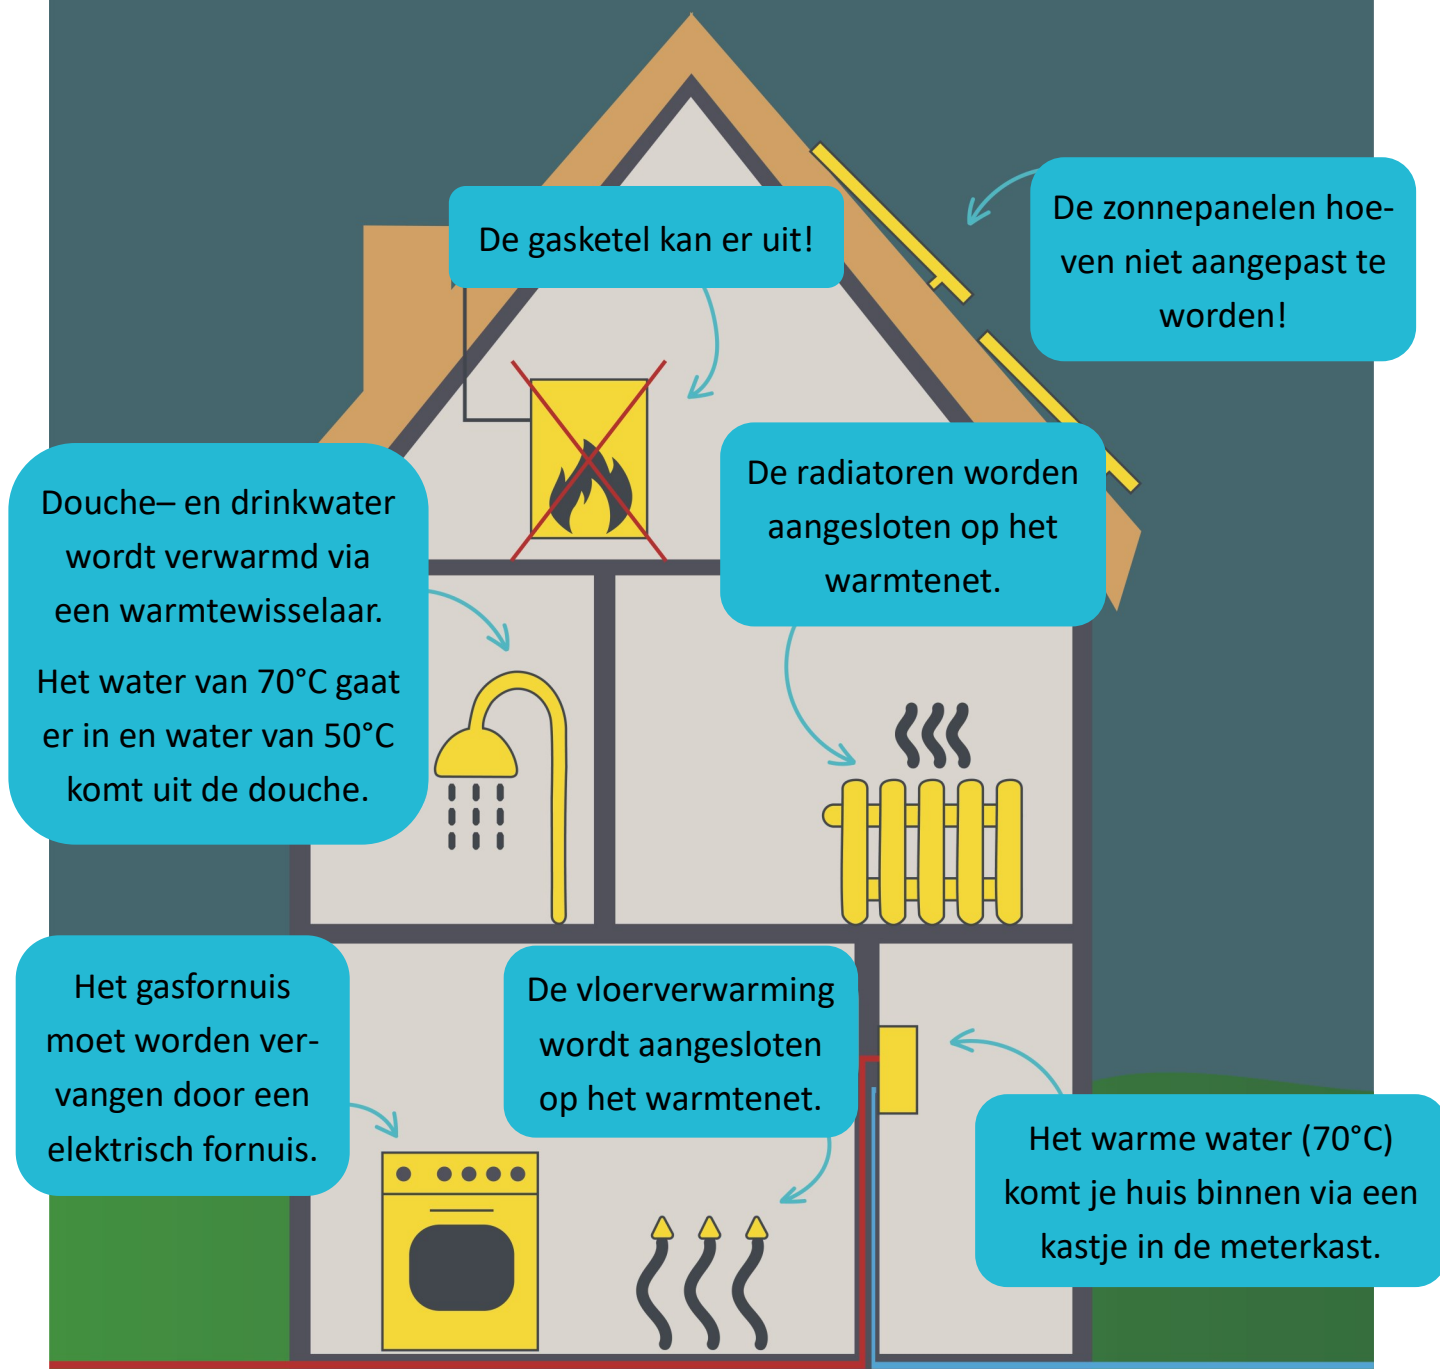 De gasketel kan er uit!
De zonnepanelen hoe-
ven niet aangepast te
worden!
Douche– en drinkwater
wordt verwarmd via
een warmtewisselaar.
Het water van 70°C gaat
er in en water van 50°C
komt uit de douche.
De radiatoren worden
aangesloten op het
warmtenet.
Het gasfornuis
moet worden ver-
vangen door een
elektrisch fornuis.
De vloerverwarming
wordt aangesloten
op het warmtenet.
Het warme water (70°C)
komt je huis binnen via een
kastje in de meterkast.